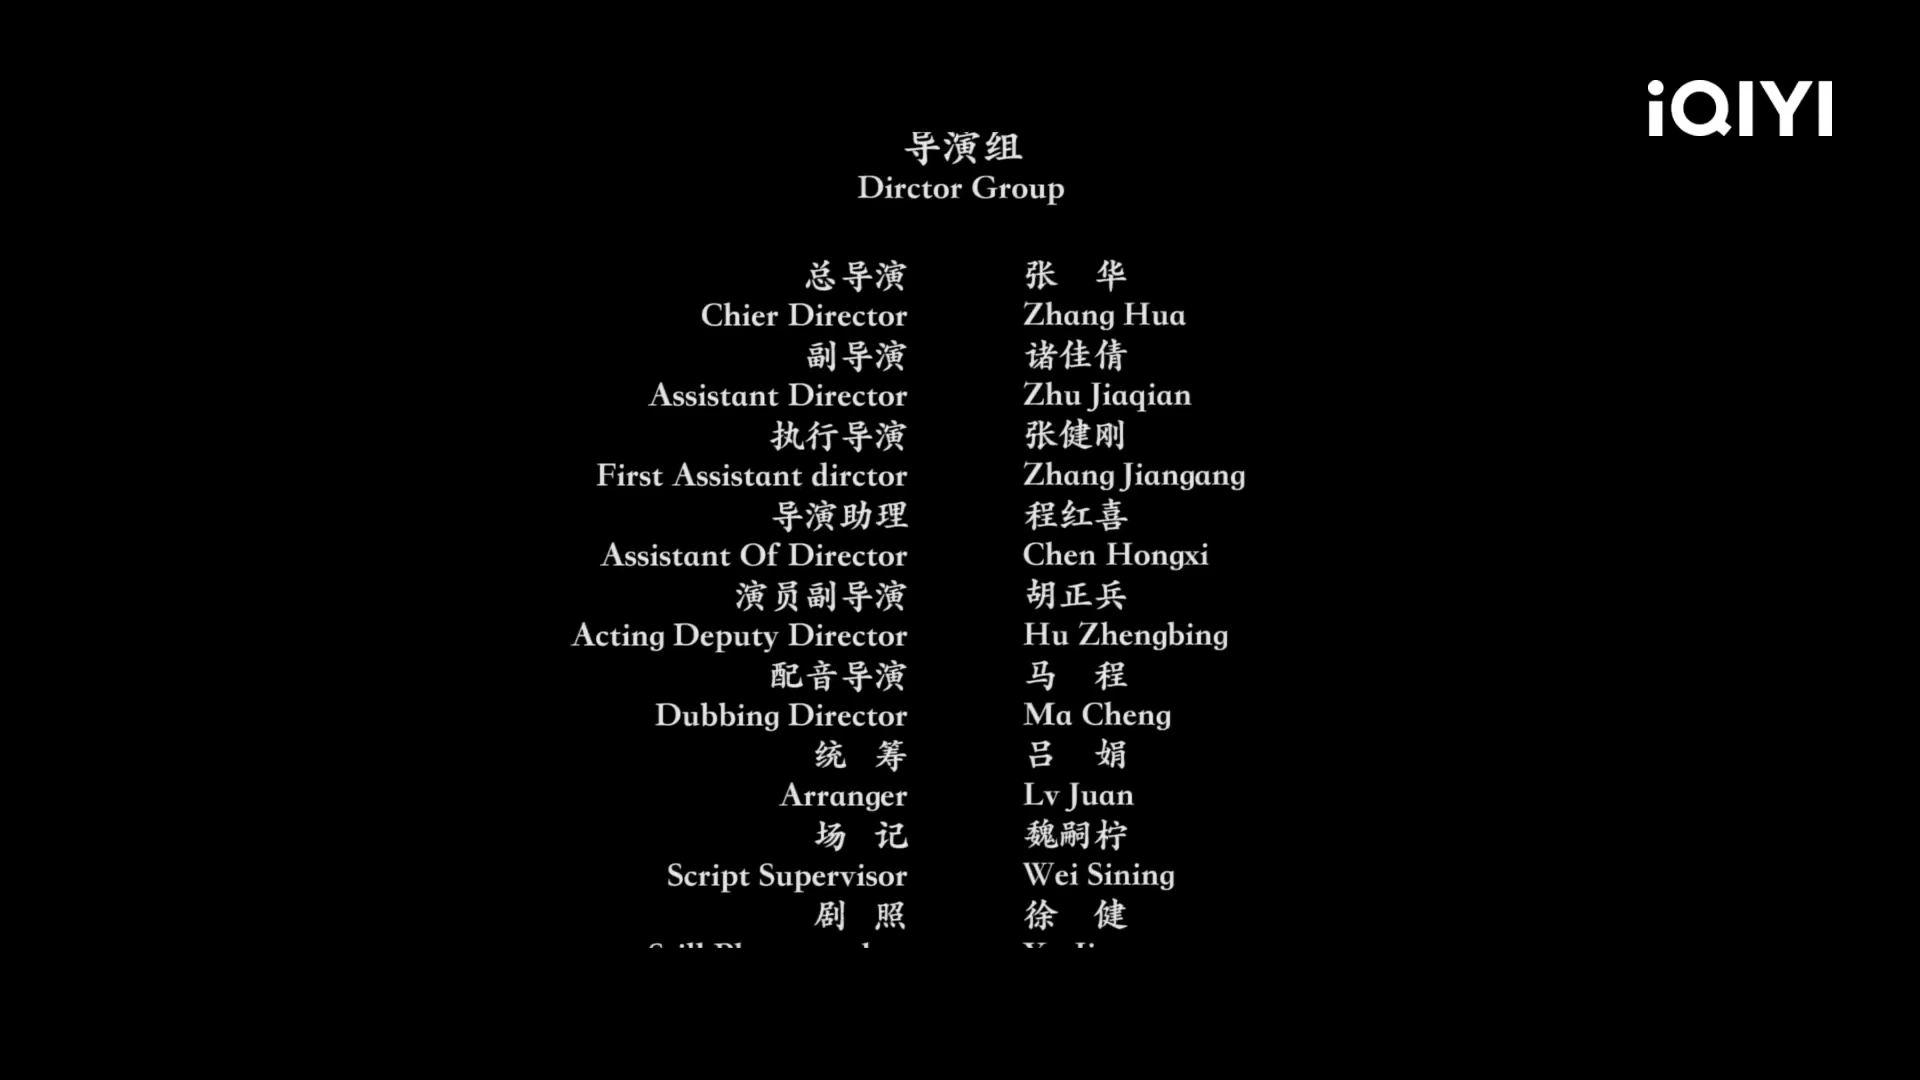 iQIYI
导演组
Dirctor Group
总导演 张 华
Chier Director Zhang Hua
副导演 诸佳倩
Assistant Director Zhu Jiaqian
执行导演 张健刚
First Assistant dirctor Zhang Jiangang
导演助理 程红喜
Assistant Of Director Chen Hongxi
演员副导演 胡正兵
Acting Deputy Director Hu Zhengbing
配音导演 马 程
Dubbing Director Ma Cheng
统 筹 吕 娟
Arranger Lv Juan
场 记 魏嗣柠
Script Supervisor Wei Sining
剧 照 徐 健